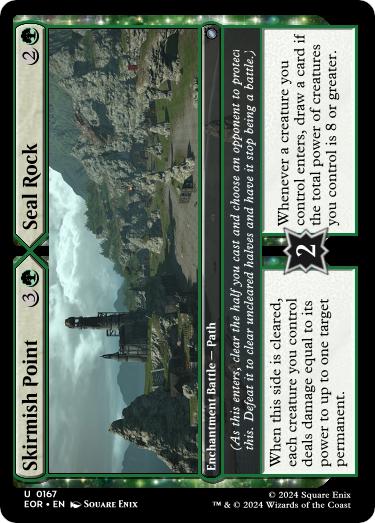 Skirmish Point 3
Seal Rock 2
Enchantment Battle — Path
(As this enters, clear the half you cast and choose an opponent to protect
this. Defeat it to clear uncleared halves and have it stop being a battle.)
When this side is cleared,
each creature you control
deals damage equal to its
power to up to one target
permanent.
2
Whenever a creature you
control enters, draw a card if
the total power of creatures
you control is 8 or greater.
U 0167
EOR • EN SQUARE ENIX
© 2024 Square Enix
™ & © 2024 Wizards of the Coast